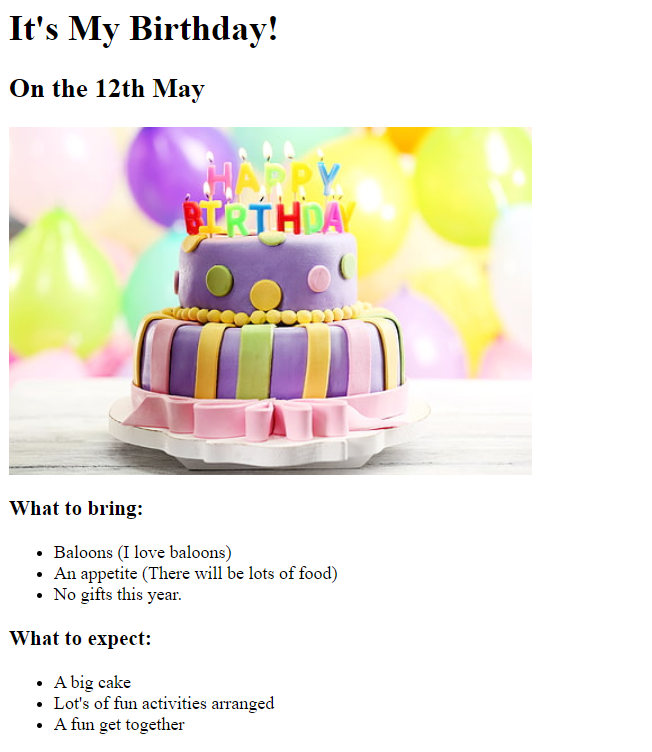 It's My Birthday!
On the 12th May
HAPPY
BIRTHDAY
What to bring:
Baloons (I love baloons)
An appetite (There will be lots of food)
No gifts this year.
What to expect:
A big cake
Lot's of fun activities arranged
A fun get together